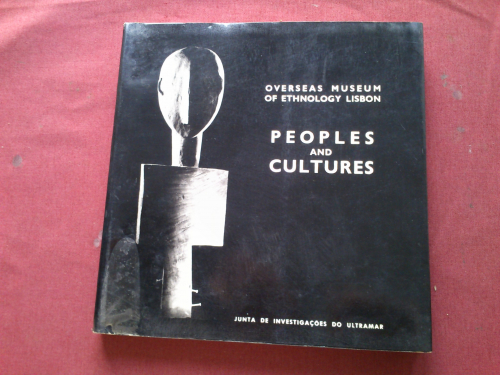 OVERSEAS MUSEUM
OF ETHNOLOGY LISBON
PEOPLES
AND
CULTURES
JUNTA DE INVESTIGAÇÕES DO ULTRAMAR